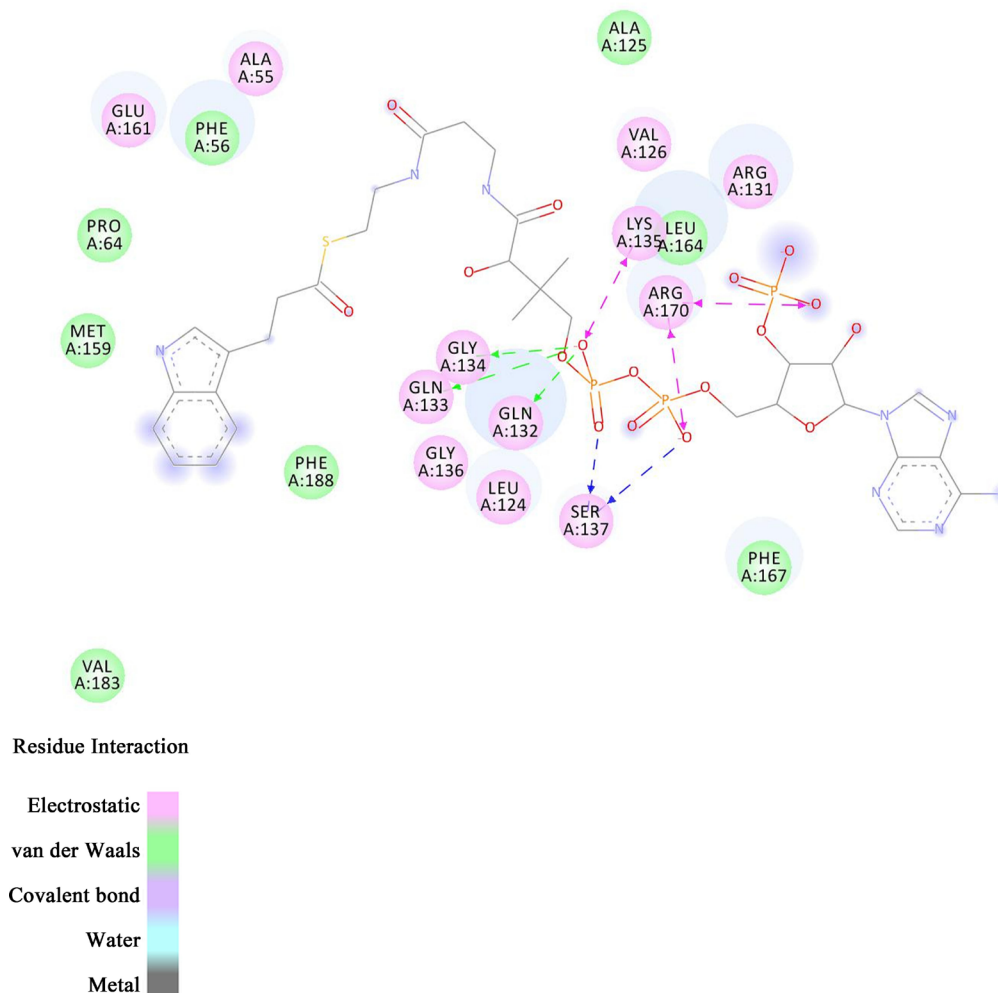 ALA
A:125
ALA
A:55
GLU
A:161
PHE
A:56
VAL
A:126
ARG
A:131
PRO
A:64
LYS
A:135
LEU
A:164
ARG
A:170
MET
A:159
GLY
A:134
GLN
A:133
GLN
A:132
GLY
A:136
PHE
A:188
LEU
A:124
SER
A:137
PHE
A:167
VAL
A:183
O
N
N
O
S
O
O
O
N
O
-O
P
O
O
P
O
-O
O
O
P
-O
O
O
O
O
N
N
N
N
Residue Interaction
Electrostatic
van der Waals
Covalent bond
Water
Metal